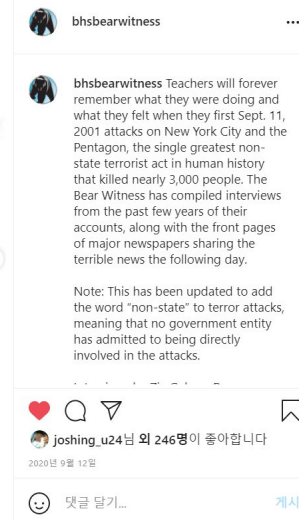 bhsbearwitness
bhsbearwitness Teachers will forever
remember what they were doing and
what they felt when they first Sept. 11,
2001 attacks on New York City and the
Pentagon, the single greatest non-
state terrorist act in human history
that killed nearly 3,000 people. The
Bear Witness has compiled interviews
from the past few years of their
accounts, along with the front pages
of major newspapers sharing the
terrible news the following day.
Note: This has been updated to add
the word "non-state" to terror attacks,
meaning that no government entity
has admitted to being directly
involved in the attacks.
joshing_u24님 외 246명이 좋아합니다
2020년 9월 12일
댓글 달기...
게시